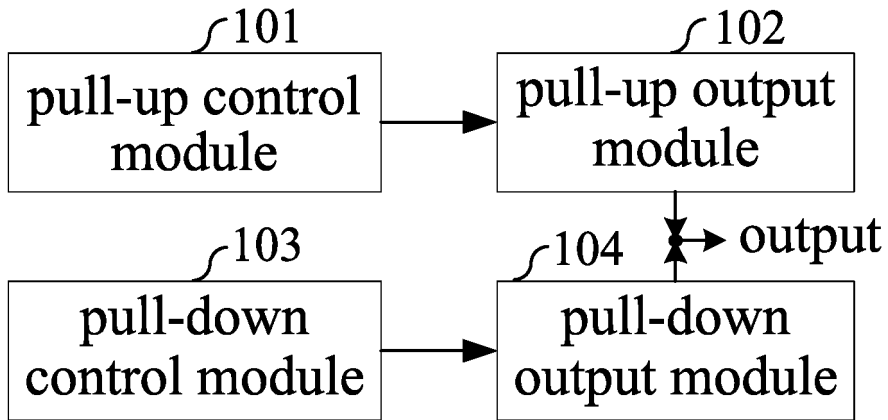 101
pull-up control
module
102
pull-up output
module
output
103
pull-down
control module
104
pull-down
output module